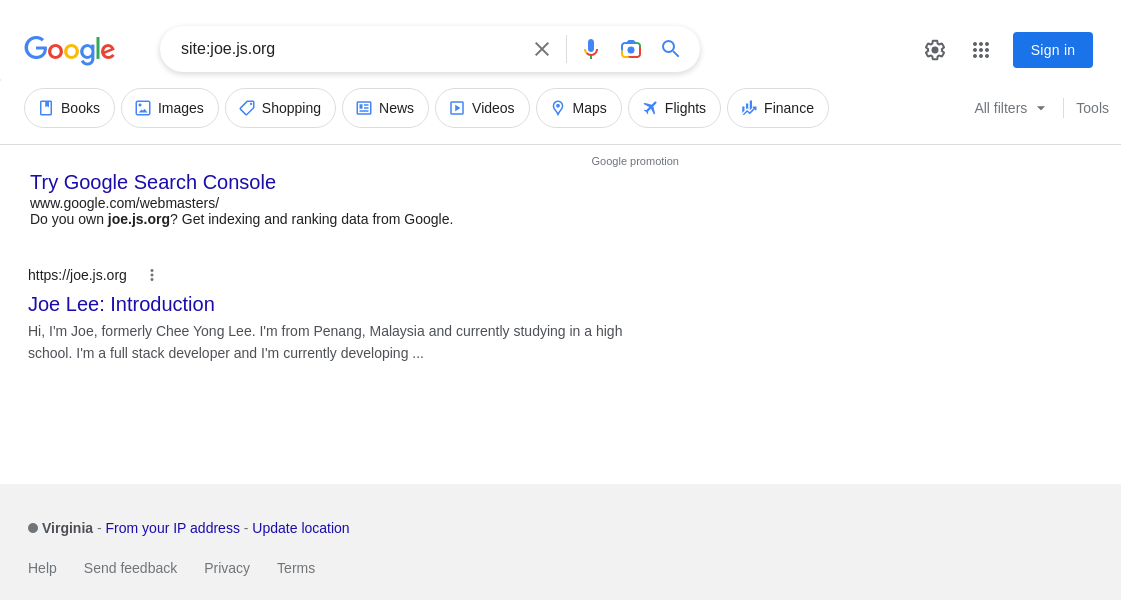 Google
site:joe.js.org
Sign in
Books
Images
Shopping
News
Videos
Maps
Flights
Finance
All filters
Tools
Google promotion
Try Google Search Console
www.google.com/webmasters/
Do you own joe.js.org? Get indexing and ranking data from Google.
https://joe.js.org
Joe Lee: Introduction
Hi, I'm Joe, formerly Chee Yong Lee. I'm from Penang, Malaysia and currently studying in a high
school. I'm a full stack developer and I'm currently developing ...
Virginia - From your IP address - Update location
Help Send feedback Privacy Terms